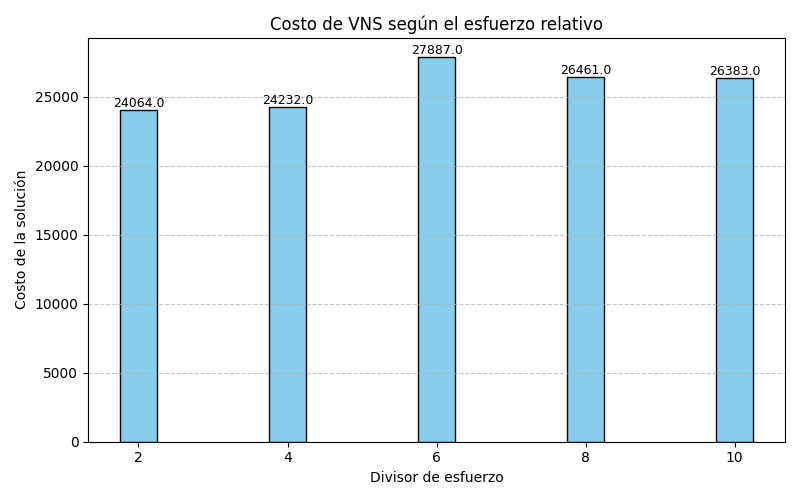 Costo de VNS según el esfuerzo relativo
27887.0
26461.0
26383.0
24232.0
24064.0
25000
20000
15000
10000
5000
0
Costo de la solución
2 4 6 8 10
Divisor de esfuerzo